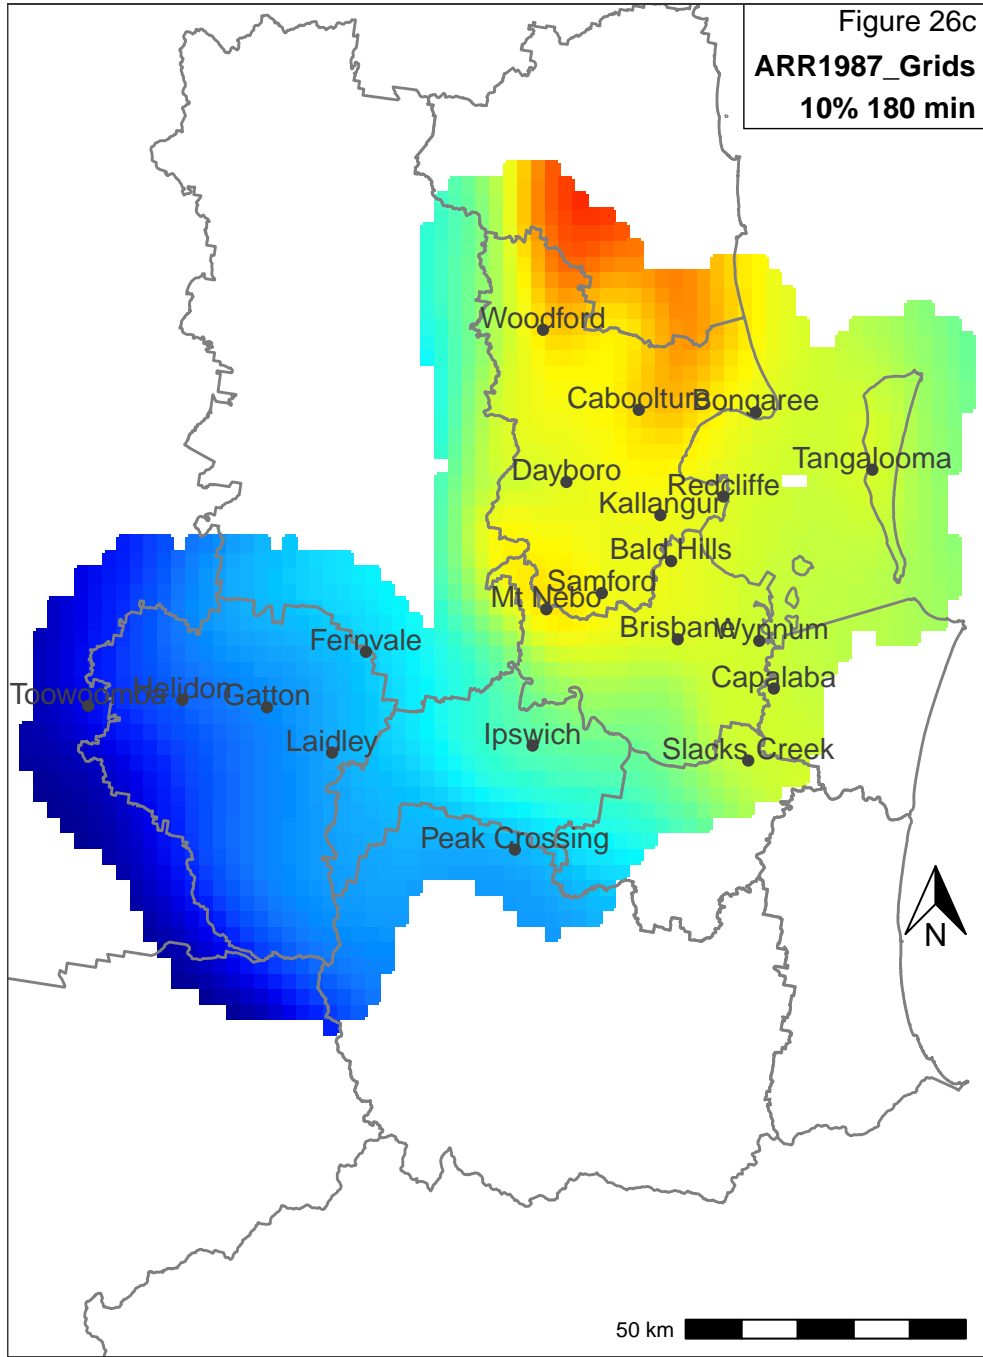 Figure 26c
ARR1987_Grids
10% 180 min
Woodford
Caboolture
Bongaree
Tangalooma
Dayboro
Redcliffe
Kallangur
Bald Hills
Samford
Mt Nebo
Brisbane
Wynnum
Fernvale
Capalaba
Toowoomba
Helidon
Gatton
Laidley
Ipswich
Slacks Creek
Peak Crossing
N
50 km